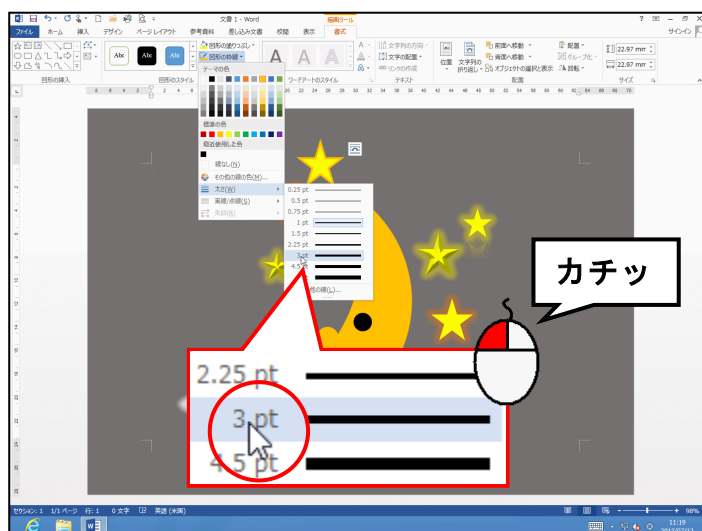 文書 1 - Word
描画ツール
サインイン
ファイル ホーム 挿入 デザイン ページ レイアウト 参考資料 差し込み文書 校閲 表示 書式
図形の塗りつぶし
図形の枠線
Abc Abc Abc
A A A
文字列の方向
文字の配置
リンクの作成
位置 文字列の折り返し
前面へ移動
背面へ移動
オブジェクトの選択と表示
配置
グループ化
回転
22.97 mm
22.97 mm
図形の挿入 図形のスタイル ワードアートのスタイル テキスト 配置 サイズ
テーマの色
標準の色
最近使用した色
線なし(N)
その他の線の色(M)...
太さ(W)
実線/点線(S)
矢印(R)
0.25 pt
0.5 pt
0.75 pt
1 pt
1.5 pt
2.25 pt
3 pt
4.5 pt
他の線(L)...
カチッ
2.25 pt
3 pt
4.5 pt
セクション: 1 1/1 ページ 行: 1 0 文字 英語 (米国)
98%
11:19